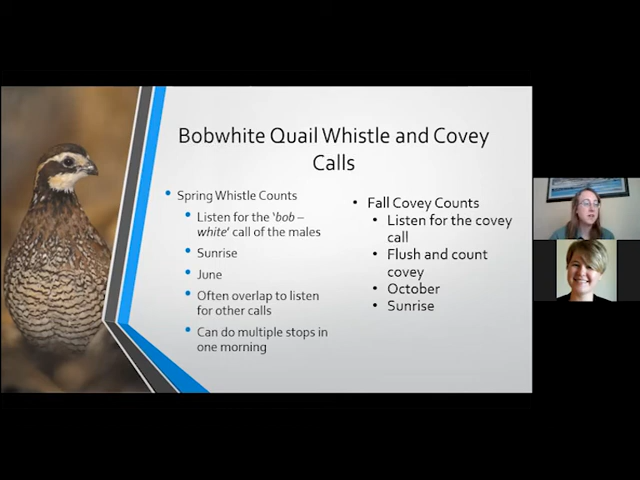 Bobwhite Quail Whistle and Covey
Calls
• Spring Whistle Counts
• Listen for the 'bob –
white' call of the males
• Sunrise
• June
• Often overlap to listen
for other calls
• Can do multiple stops in
one morning
• Fall Covey Counts
• Listen for the covey
call
• Flush and count
covey
• October
• Sunrise